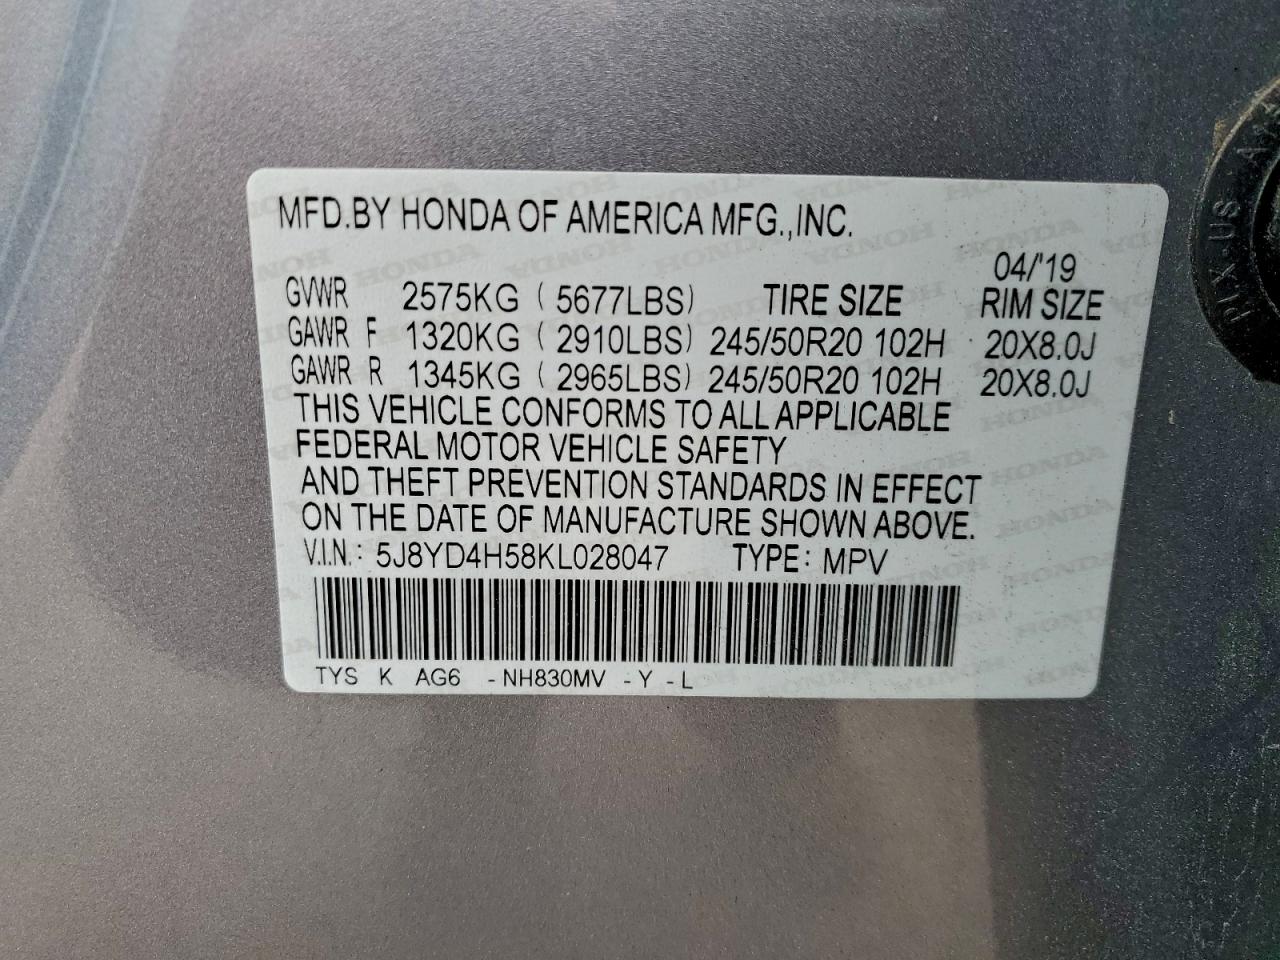 MFD.BY HONDA OF AMERICA MFG.,INC.
04/'19
GVWR 2575KG ( 5677LBS) TIRE SIZE RIM SIZE
GAWR F 1320KG ( 2910LBS) 245/50R20 102H 20X8.0J
GAWR R 1345KG ( 2965LBS) 245/50R20 102H 20X8.0J
THIS VEHICLE CONFORMS TO ALL APPLICABLE
FEDERAL MOTOR VEHICLE SAFETY
AND THEFT PREVENTION STANDARDS IN EFFECT
ON THE DATE OF MANUFACTURE SHOWN ABOVE.
V.I.N.: 5J8YD4H58KL028047 TYPE: MPV
TYS K AG6 -NH830MV -Y -L